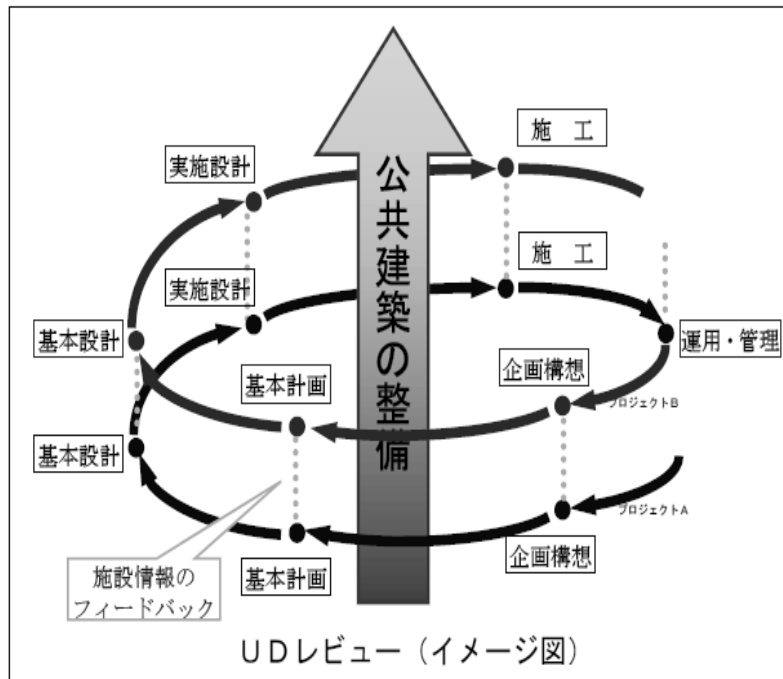 施 工
実施設計
公共建築の整備
施 工
実施設計
基本設計
運用・管理
企画構想
基本計画
プロジェクトB
基本設計
プロジェクトA
企画構想
基本計画
施設情報の
フィードバック
UDレビュー(イメージ図)